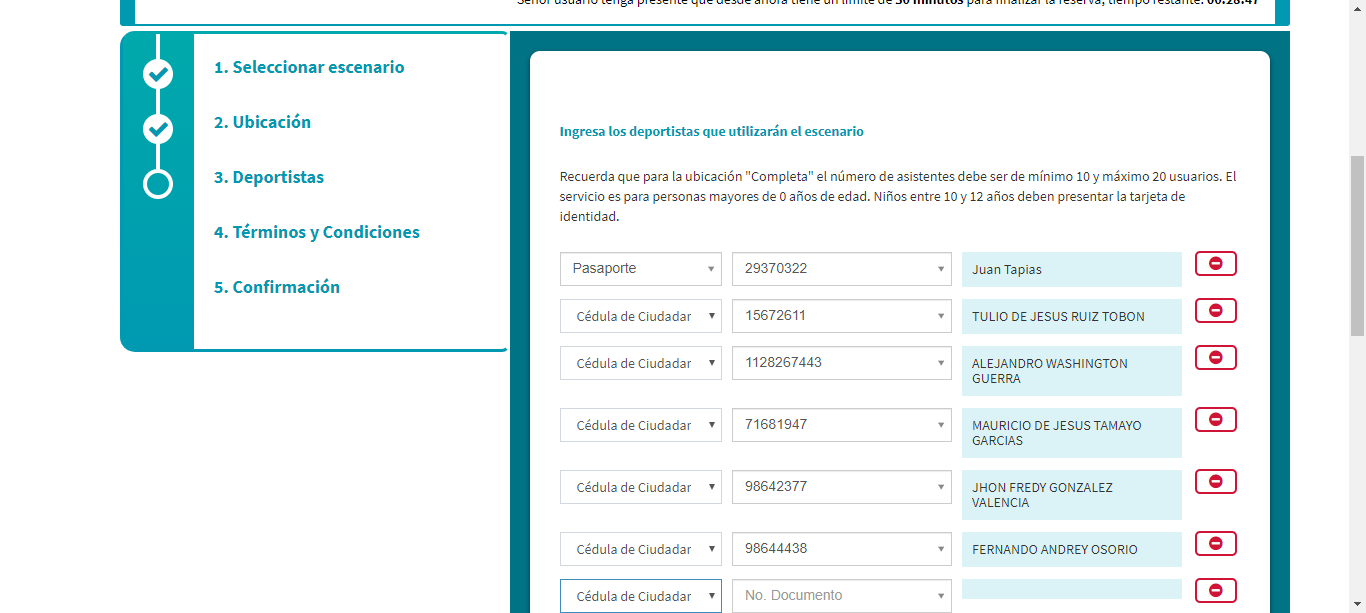 Señor usuario tenga presente que desde ahora tiene un límite de 30 minutos para finalizar la reserva, tiempo restante: 00:28:47
1. Seleccionar escenario
2. Ubicación
3. Deportistas
4. Términos y Condiciones
5. Confirmación
Ingresa los deportistas que utilizarán el escenario
Recuerda que para la ubicación "Completa" el número de asistentes debe ser de mínimo 10 y máximo 20 usuarios. El
servicio es para personas mayores de 0 años de edad. Niños entre 10 y 12 años deben presentar la tarjeta de
identidad.
Pasaporte 29370322 Juan Tapias
Cédula de Ciudadar 15672611 TULIO DE JESUS RUIZ TOBON
Cédula de Ciudadar 1128267443 ALEJANDRO WASHINGTON
GUERRA
Cédula de Ciudadar 71681947 MAURICIO DE JESUS TAMAYO
GARCIAS
Cédula de Ciudadar 98642377 JHON FREDY GONZALEZ
VALENCIA
Cédula de Ciudadar 98644438 FERNANDO ANDREY OSORIO
Cédula de Ciudadar No. Documento